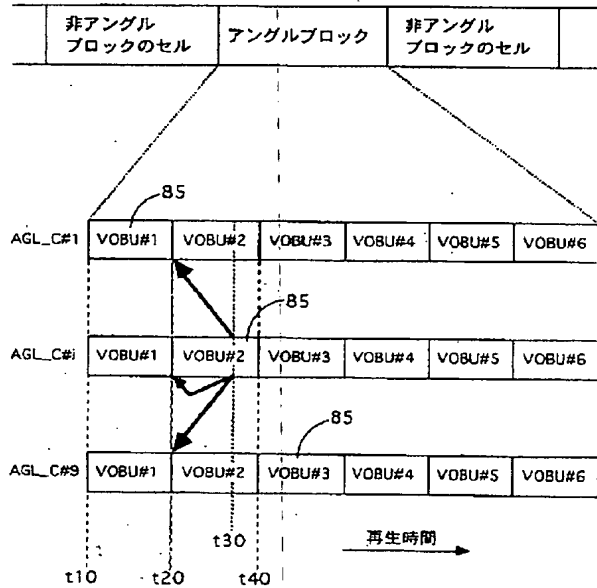 非アングル
ブロックのセル
アングルブロック
非アングル
ブロックのセル
85
AGL_C#1 VOBU#1 VOBU#2 VOBU#3 VOBU#4 VOBU#5 VOBU#6
85
AGL_C#i VOBU#1 VOBU#2 VOBU#3 VOBU#4 VOBU#5 VOBU#6
85
AGL_C#9 VOBU#1 VOBU#2 VOBU#3 VOBU#4 VOBU#5 VOBU#6
t30
再生時間
t10 t20 t40